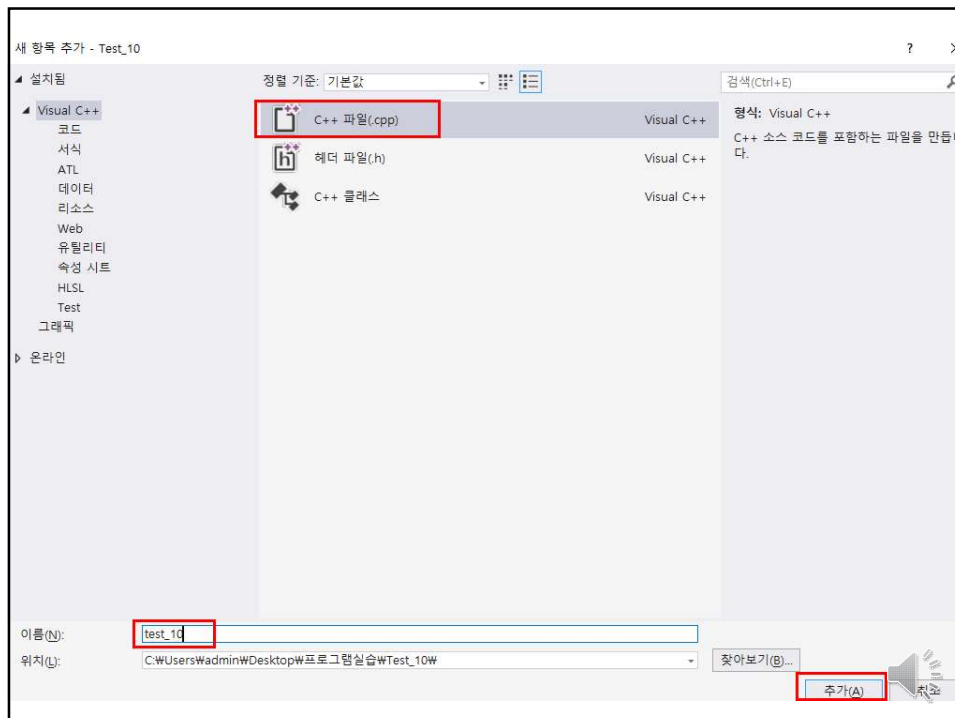 새 항목 추가 - Test_10
?
설치됨
Visual C++
코드
서식
ATL
데이터
리소스
Web
유틸리티
속성 시트
HLSL
Test
그래픽
온라인
정렬 기준: 기본값
C++ 파일(.cpp) Visual C++
헤더 파일(.h) Visual C++
C++ 클래스 Visual C++
검색(Ctrl+E)
형식: Visual C++
C++ 소스 코드를 포함하는 파일을 만듭니
다.
이름(N): test_10
위치(L): C:₩Users₩admin₩Desktop₩프로그램실습₩Test_10₩
찾아보기(B)...
추가(A) 취소